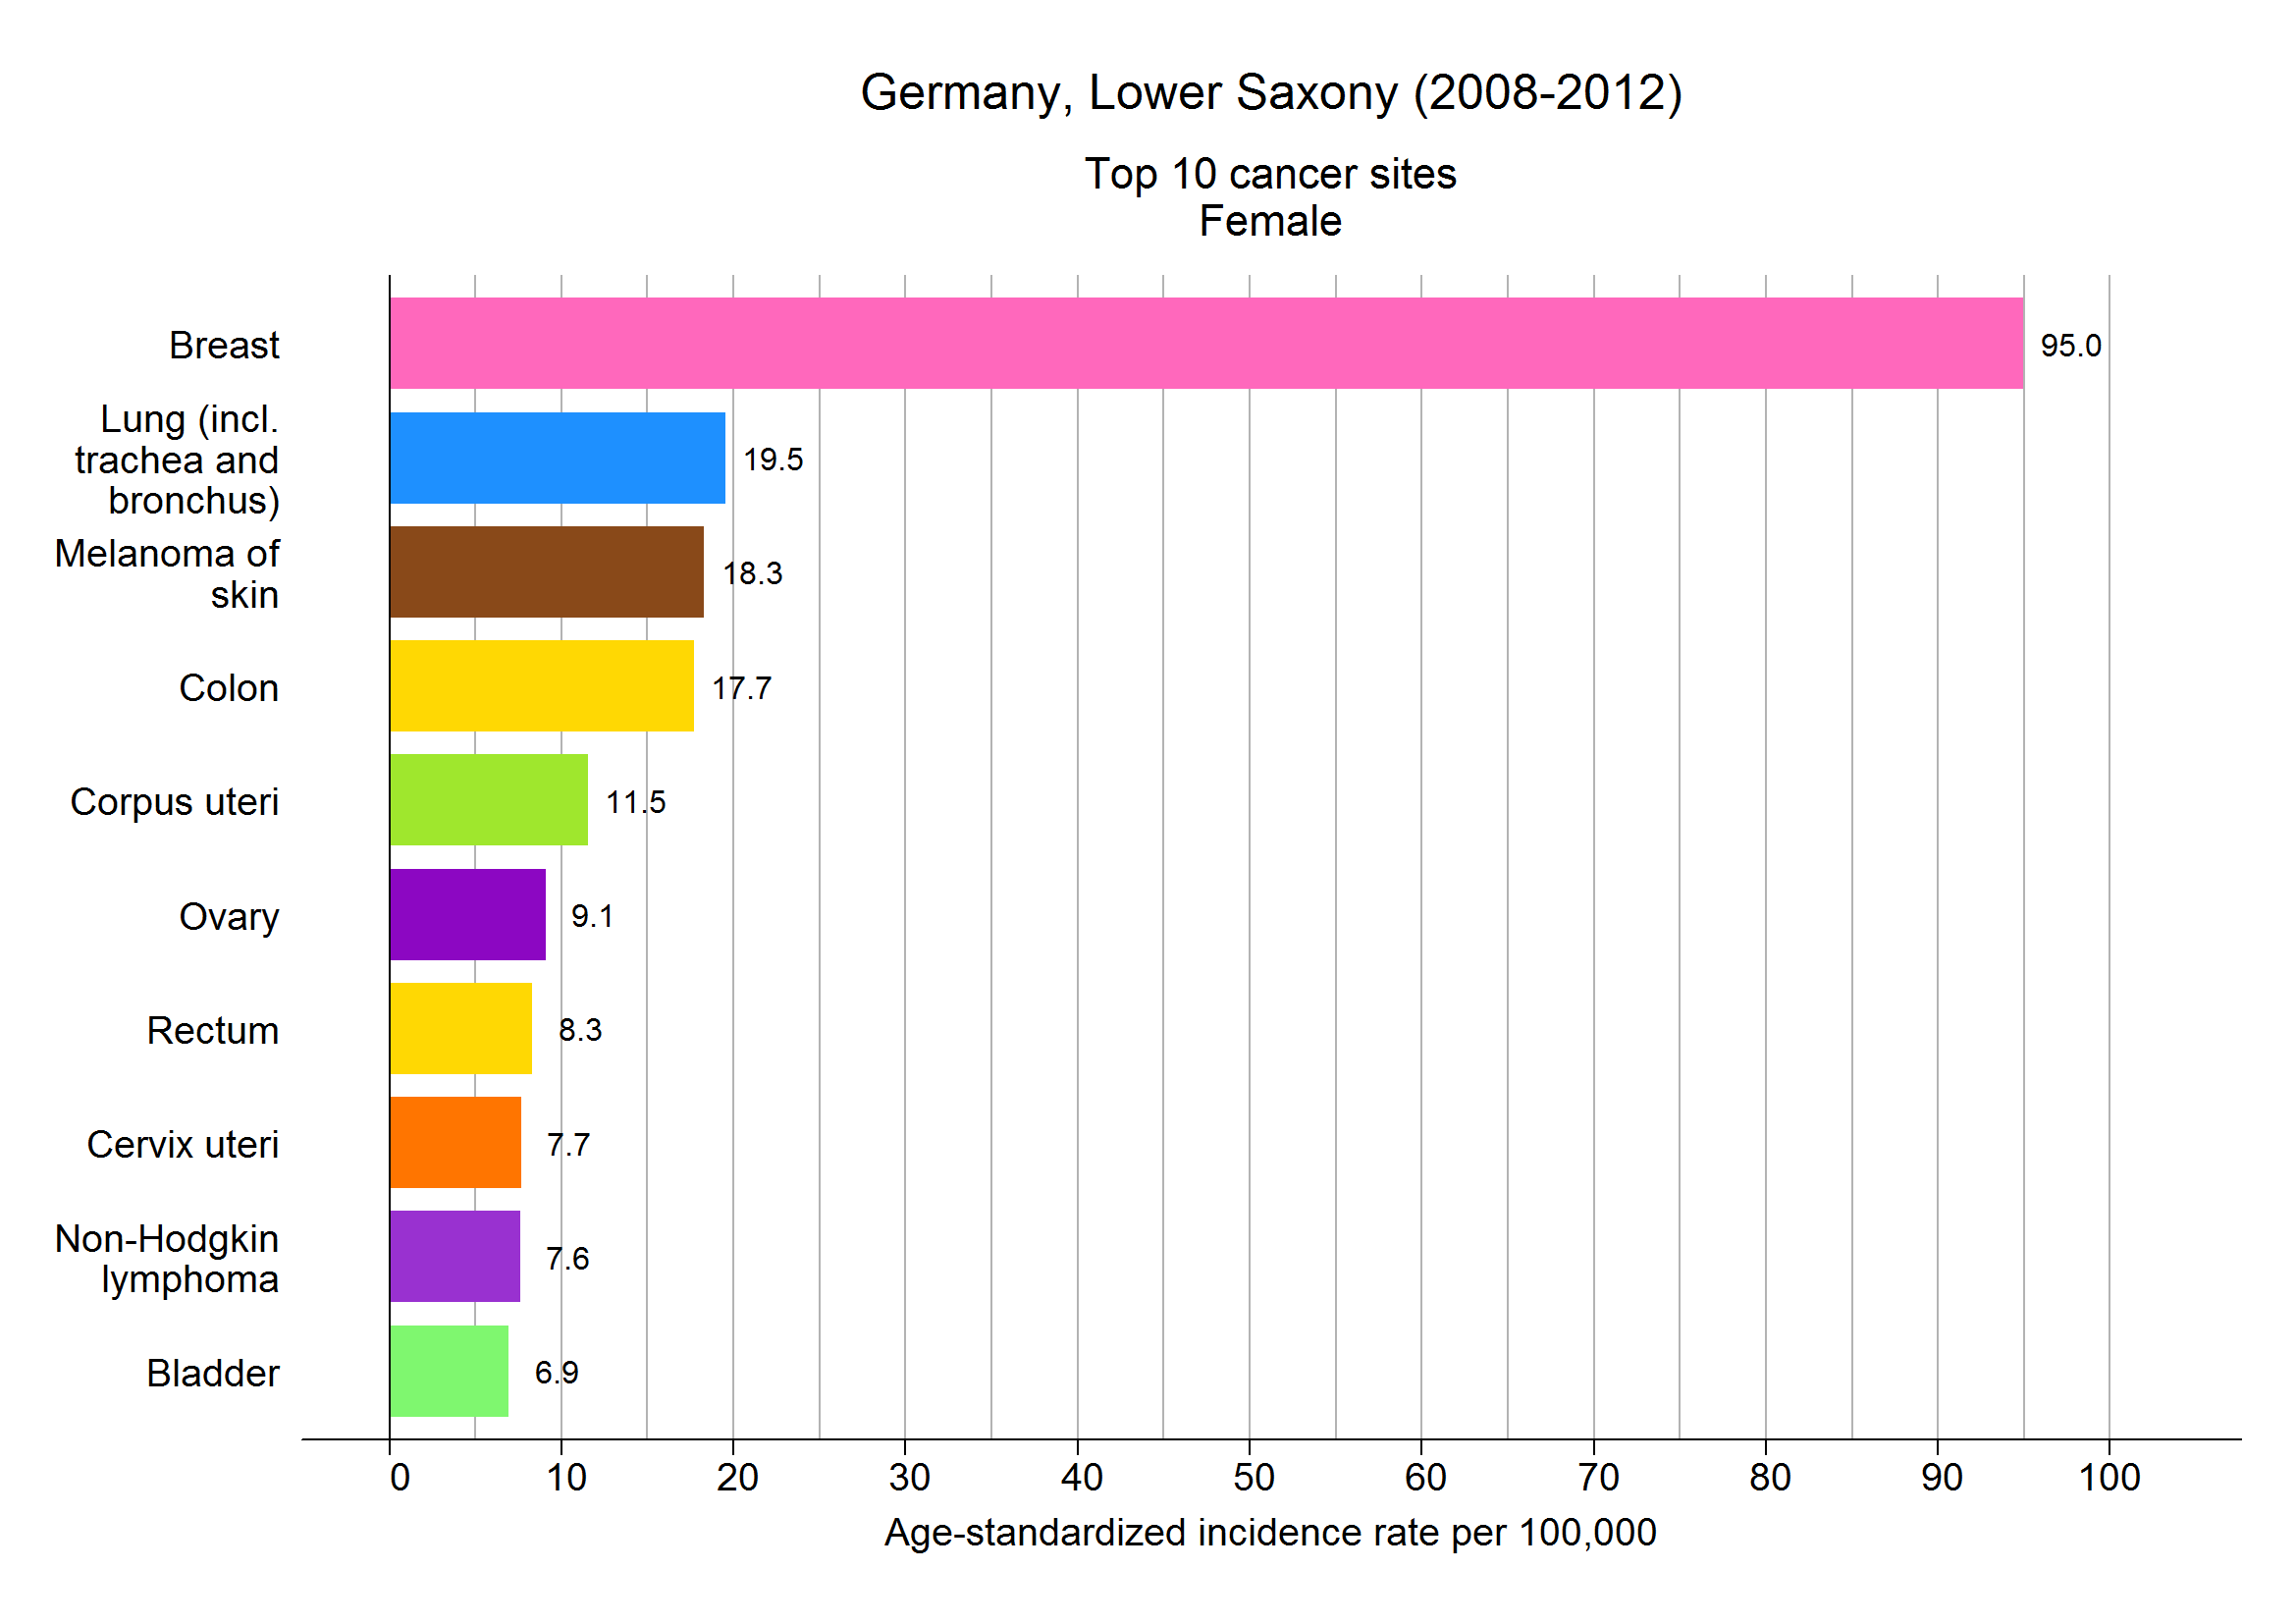 Germany, Lower Saxony (2008-2012)
Top 10 cancer sites
Female
Breast
95.0
Lung (incl.
trachea and
bronchus)
19.5
Melanoma of
skin
18.3
Colon
17.7
Corpus uteri
11.5
Ovary
9.1
Rectum
8.3
Cervix uteri
7.7
Non-Hodgkin
lymphoma
7.6
Bladder
6.9
0 10 20 30 40 50 60 70 80 90 100
Age-standardized incidence rate per 100,000